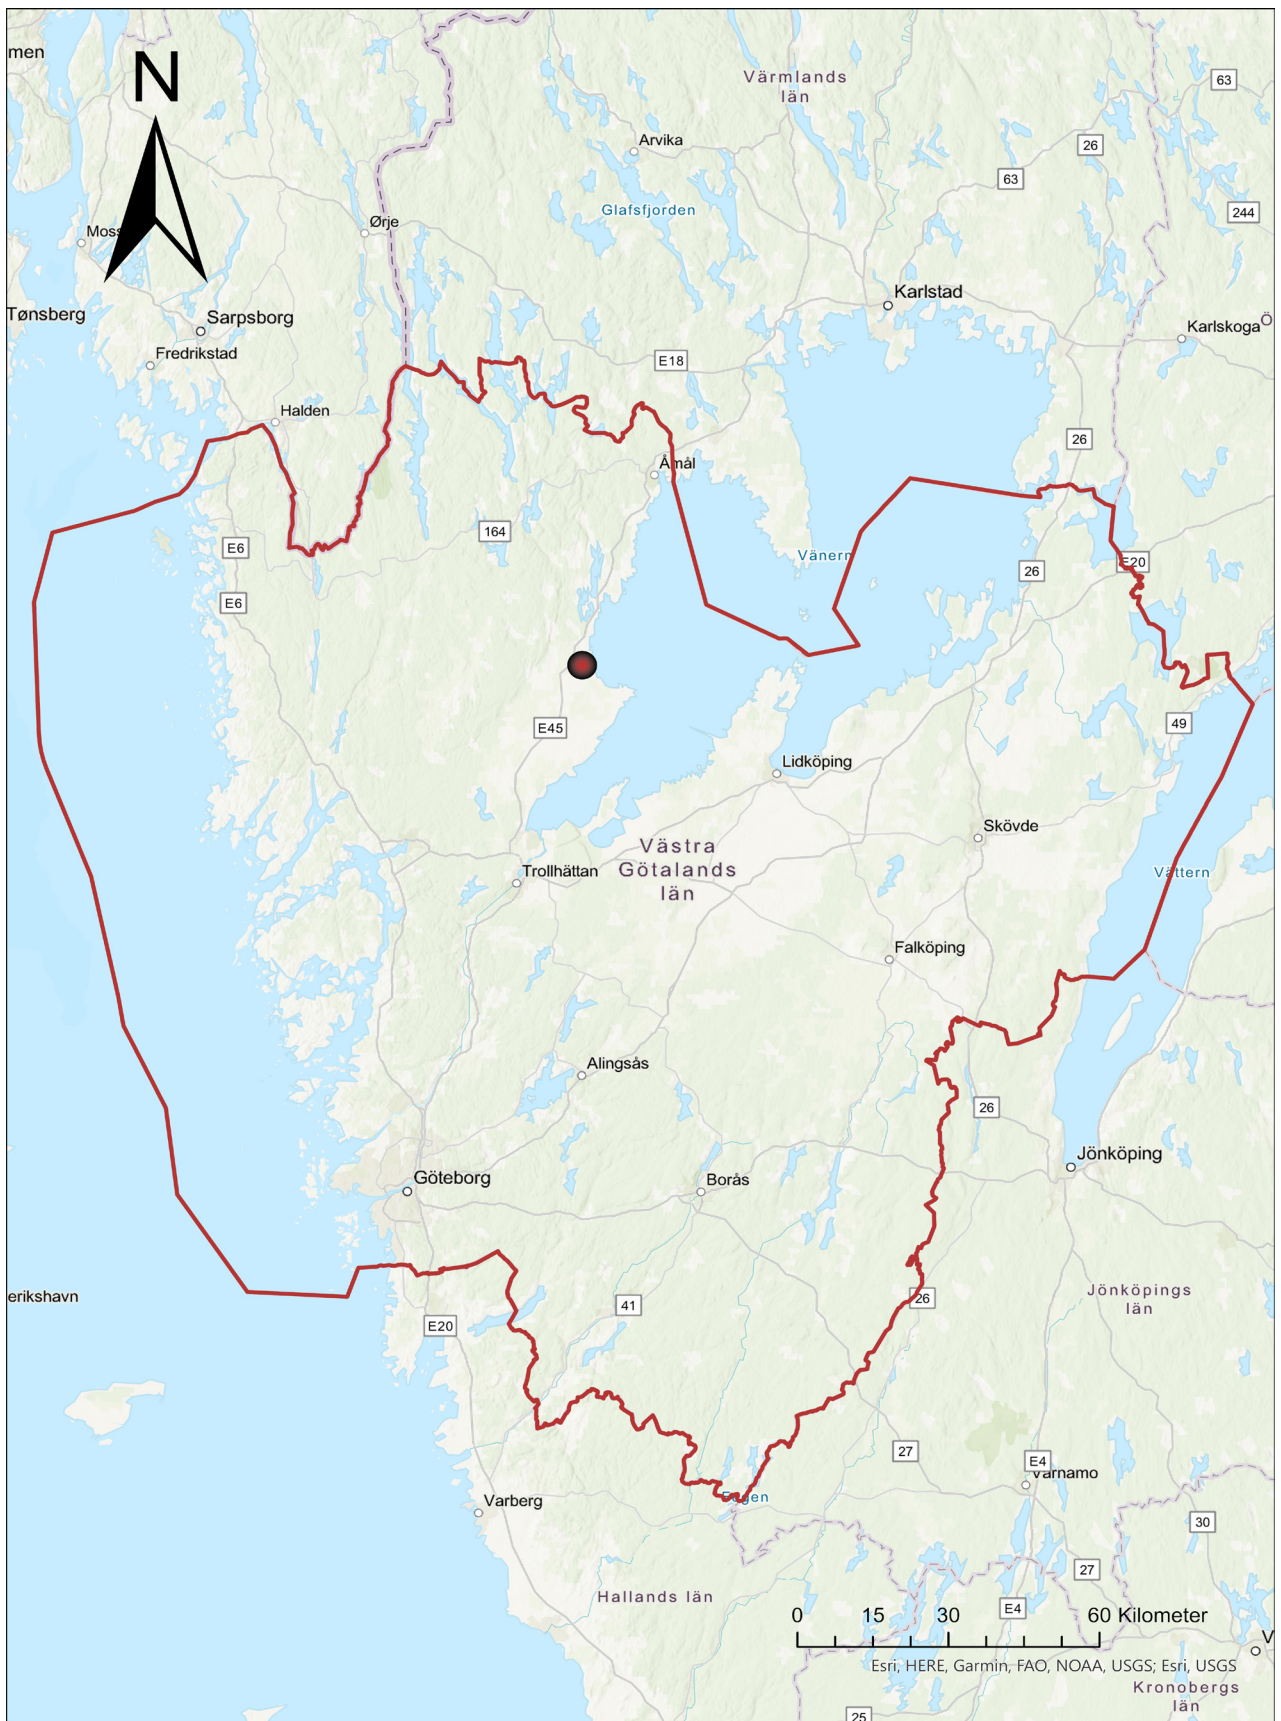 men
N
Värmlands
län
63
Arvika
26
63
Glafsfjorden
244
Ørje
Moss
Karlstad
Tønsberg
Sarpsborg
Karlskoga
Ö
Fredrikstad
E18
Halden
26
Åmål
164
E6
Vänern
E20
26
E6
E45
49
Lidköping
Skövde
Västra
Götalands
län
Trollhättan
Vättern
Falköping
Alingsås
26
Jönköping
Göteborg
Borås
erikshavn
Jönköpings
län
41
26
E20
27
E4
Värnamo
Fegen
Varberg
30
27
Hallands län
E4
0 15 30 60 Kilometer
V
Esri, HERE, Garmin, FAO, NOAA, USGS; Esri, USGS
Kronobergs
län
25